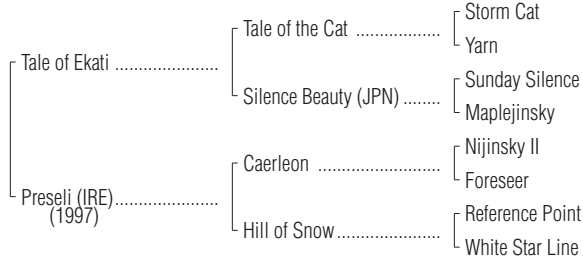 Storm Cat
Tale of the Cat ..................
Yarn
Tale of Ekati ......................
Sunday Silence
Silence Beauty (JPN) ........
Maplejinsky
Nijinsky II
Caerleon ..........................
Foreseer
Preseli (IRE)......................
(1997)
Reference Point
Hill of Snow......................
White Star Line